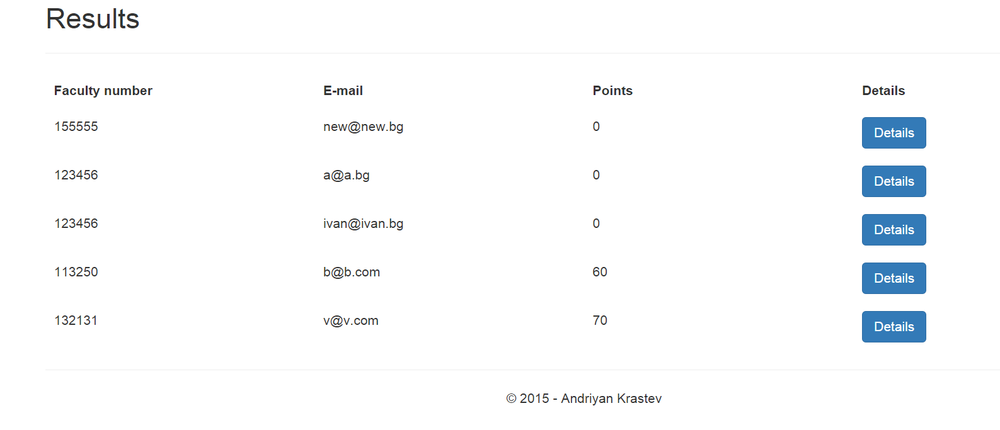 Results
Faculty number E-mail Points Details
155555 new@new.bg 0 Details
123456 a@a.bg 0 Details
123456 ivan@ivan.bg 0 Details
113250 b@b.com 60 Details
132131 v@v.com 70 Details
© 2015 - Andriyan Krastev